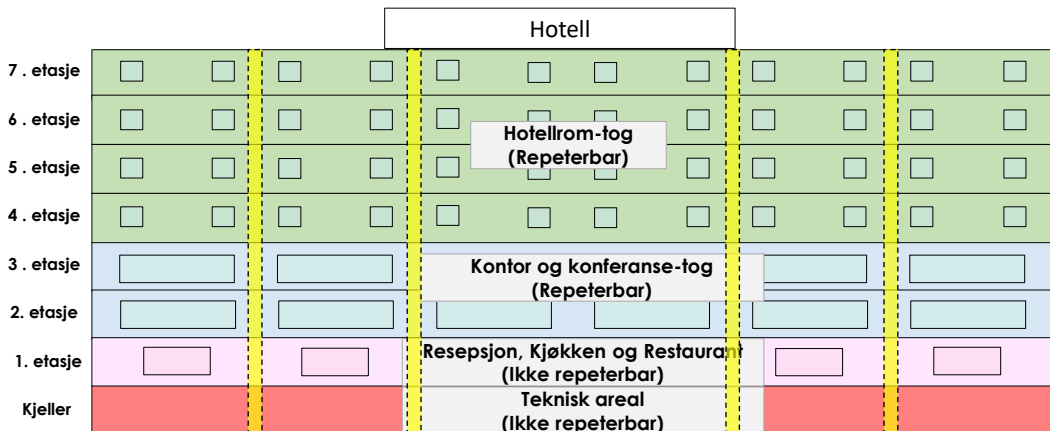 Hotell
7 . etasje
6 . etasje
Hotellrom-tog
(Repeterbar)
5 . etasje
4 . etasje
3 . etasje
Kontor og konferanse-tog
(Repeterbar)
2. etasje
1. etasje
Resepsjon, Kjøkken og Restaurant
(Ikke repeterbar)
Kjeller
Teknisk areal
(Ikke repeterbar)